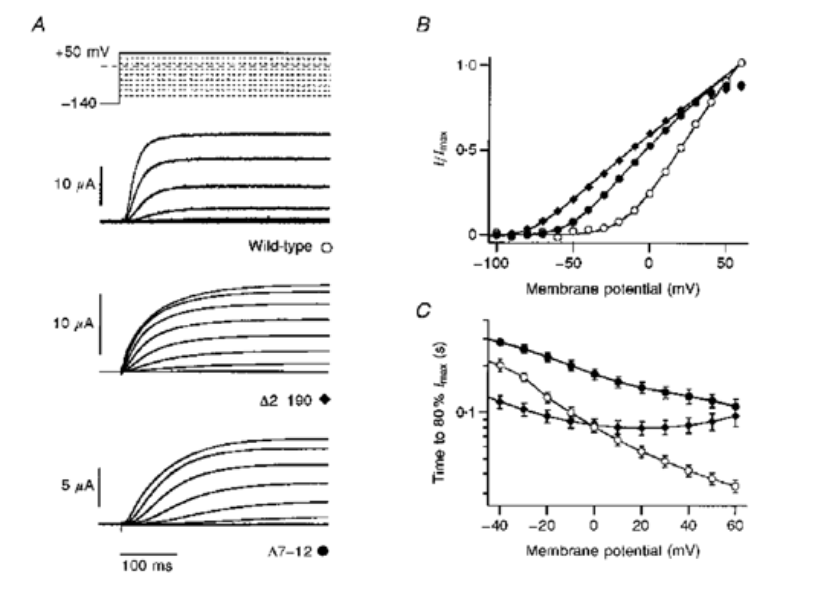 A
+50 mV
−140
10 μA
Wild-type ○
10 μA
Δ2 190 ◆
5 μA
Δ7–12 ●
100 ms
B
1·0
0·5
0
I/Imax
−100 −50 0 50
Membrane potential (mV)
C
Time to 80% Imax (s)
0·1
−40 −20 0 20 40 60
Membrane potential (mV)